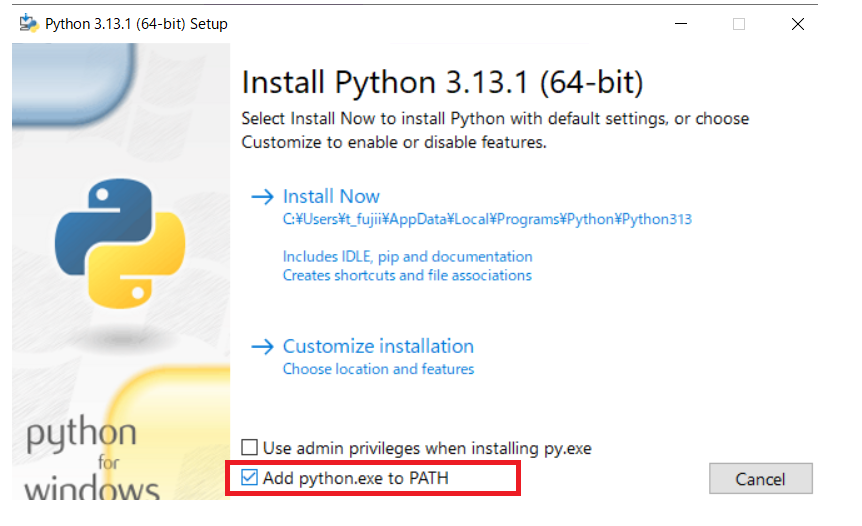 Python 3.13.1 (64-bit) Setup
Install Python 3.13.1 (64-bit)
Select Install Now to install Python with default settings, or choose
Customize to enable or disable features.
Install Now
C:¥Users¥t_fujii¥AppData¥Local¥Programs¥Python¥Python313
Includes IDLE, pip and documentation
Creates shortcuts and file associations
Customize installation
Choose location and features
Use admin privileges when installing py.exe
Add python.exe to PATH
Cancel
python
for
windows